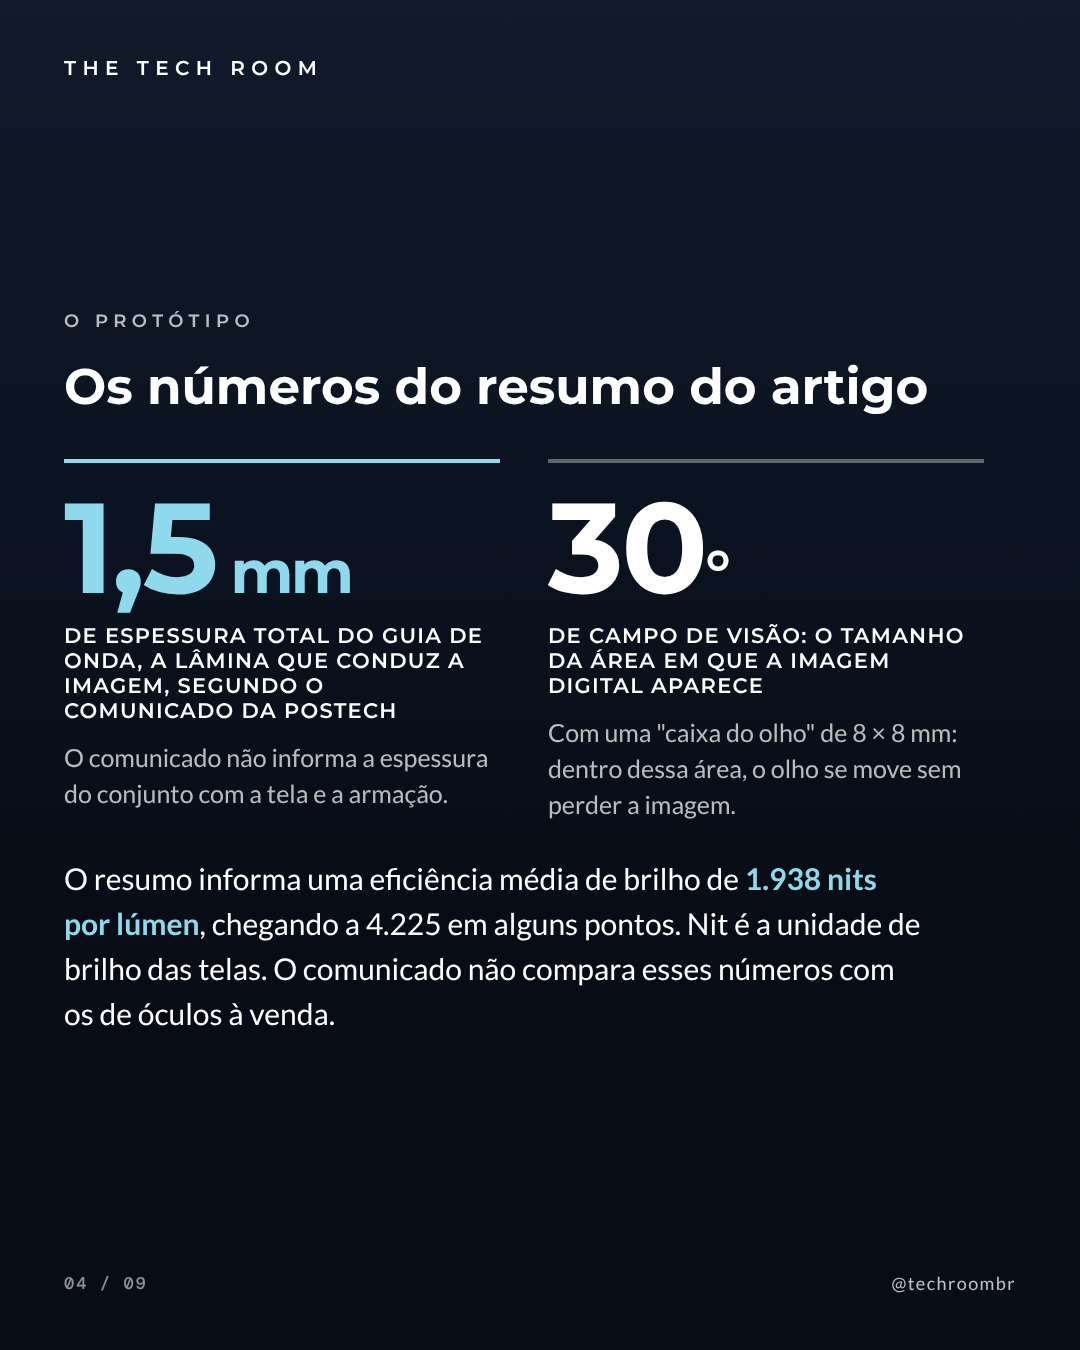 THE TECH ROOM
O PROTÓTIPO
Os números do resumo do artigo
1,5 mm
DE ESPESSURA TOTAL DO GUIA DE
ONDA, A LÂMINA QUE CONDUZ A
IMAGEM, SEGUNDO O
COMUNICADO DA POSTECH
O comunicado não informa a espessura
do conjunto com a tela e a armação.
30°
DE CAMPO DE VISÃO: O TAMANHO
DA ÁREA EM QUE A IMAGEM
DIGITAL APARECE
Com uma "caixa do olho" de 8 × 8 mm:
dentro dessa área, o olho se move sem
perder a imagem.
O resumo informa uma eficiência média de brilho de 1.938 nits
por lúmen, chegando a 4.225 em alguns pontos. Nit é a unidade de
brilho das telas. O comunicado não compara esses números com
os de óculos à venda.
04 / 09
@techroombr